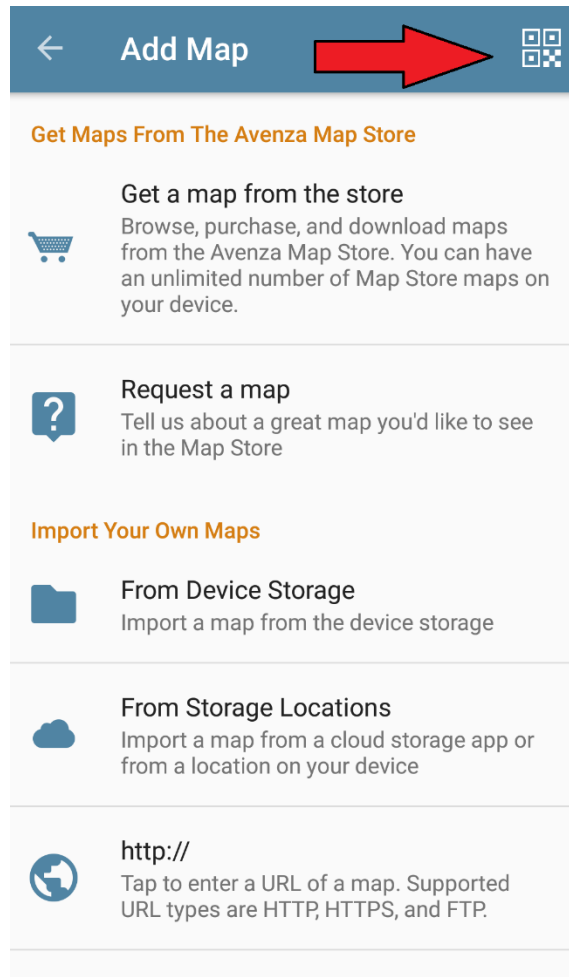 Add Map
Get Maps From The Avenza Map Store
Get a map from the store
Browse, purchase, and download maps
from the Avenza Map Store. You can have
an unlimited number of Map Store maps on
your device.
Request a map
Tell us about a great map you'd like to see
in the Map Store
Import Your Own Maps
From Device Storage
Import a map from the device storage
From Storage Locations
Import a map from a cloud storage app or
from a location on your device
http://
Tap to enter a URL of a map. Supported
URL types are HTTP, HTTPS, and FTP.